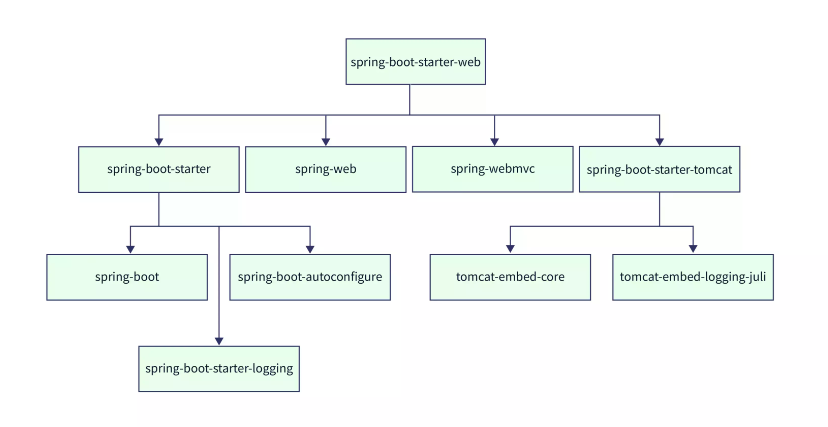 spring-boot-starter-web
spring-boot-starter
spring-web
spring-webmvc
spring-boot-starter-tomcat
spring-boot
spring-boot-autoconfigure
tomcat-embed-core
tomcat-embed-logging-juli
spring-boot-starter-logging